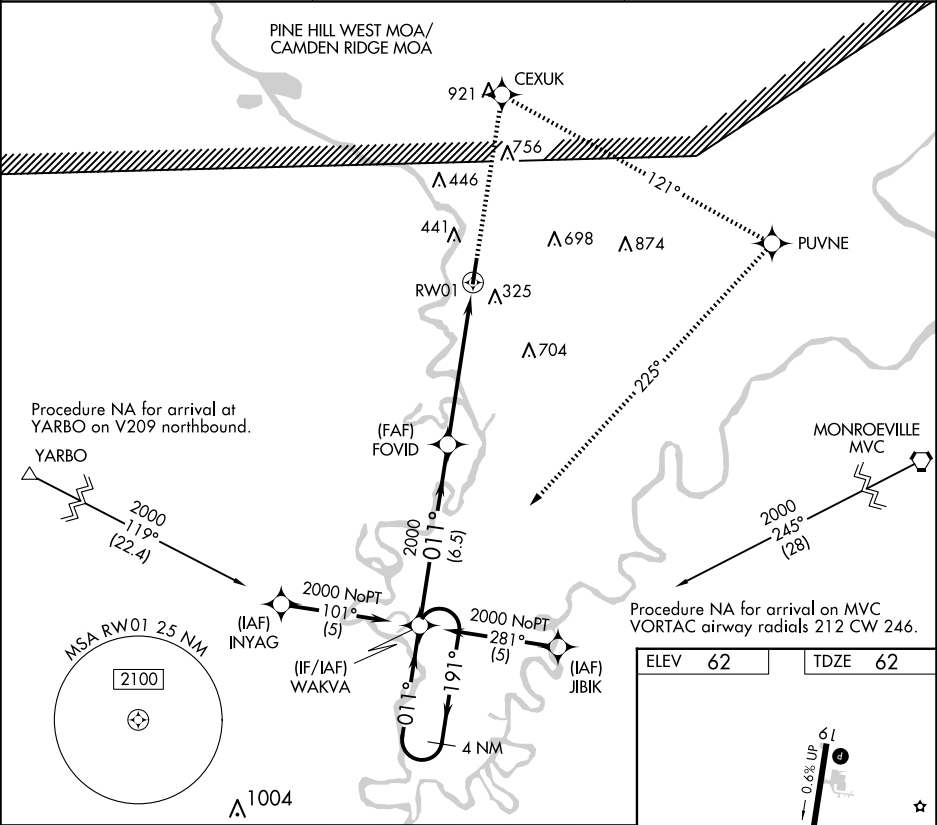 PINE HILL WEST MOA/
CAMDEN RIDGE MOA
CEXUK
921
756
446
121°
441
698
874
PUVNE
RW01
325
704
225°
Procedure NA for arrival at
YARBO on V209 northbound.
(FAF)
FOVID
MONROEVILLE
MVC
YARBO
2000
119°
(22.4)
2000
011°
(6.5)
2000
245°
(28)
2000 NoPT
101°
(5)
(IAF)
INYAG
2000 NoPT
281°
(5)
(IAF)
JIBIK
Procedure NA for arrival on MVC
VORTAC airway radials 212 CW 246.
(IF/IAF)
WAKVA
011°
191°
4 NM
MSA RW01 25 NM
2100
1004
ELEV 62
TDZE 62
19
0.6% UP
P